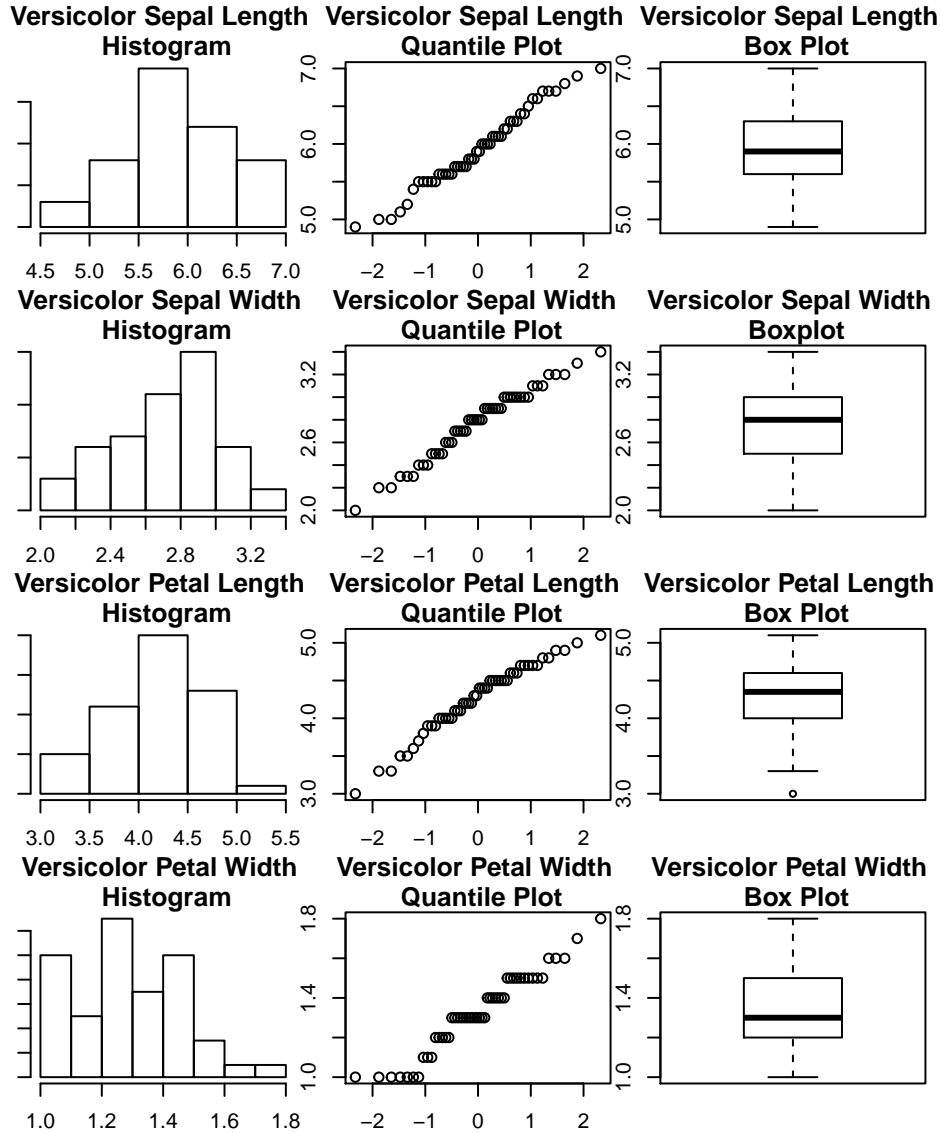 Versicolor Sepal Length
Histogram
4.5 5.0 5.5 6.0 6.5 7.0
Versicolor Sepal Length
Quantile Plot
5.0 6.0 7.0
−2 −1 0 1 2
Versicolor Sepal Length
Box Plot
5.0 6.0 7.0
Versicolor Sepal Width
Histogram
2.0 2.4 2.8 3.2
Versicolor Sepal Width
Quantile Plot
2.0 2.6 3.2
−2 −1 0 1 2
Versicolor Sepal Width
Boxplot
2.0 2.6 3.2
Versicolor Petal Length
Histogram
3.0 3.5 4.0 4.5 5.0 5.5
Versicolor Petal Length
Quantile Plot
3.0 4.0 5.0
−2 −1 0 1 2
Versicolor Petal Length
Box Plot
3.0 4.0 5.0
Versicolor Petal Width
Histogram
1.0 1.2 1.4 1.6 1.8
Versicolor Petal Width
Quantile Plot
1.0 1.4 1.8
−2 −1 0 1 2
Versicolor Petal Width
Box Plot
1.0 1.4 1.8